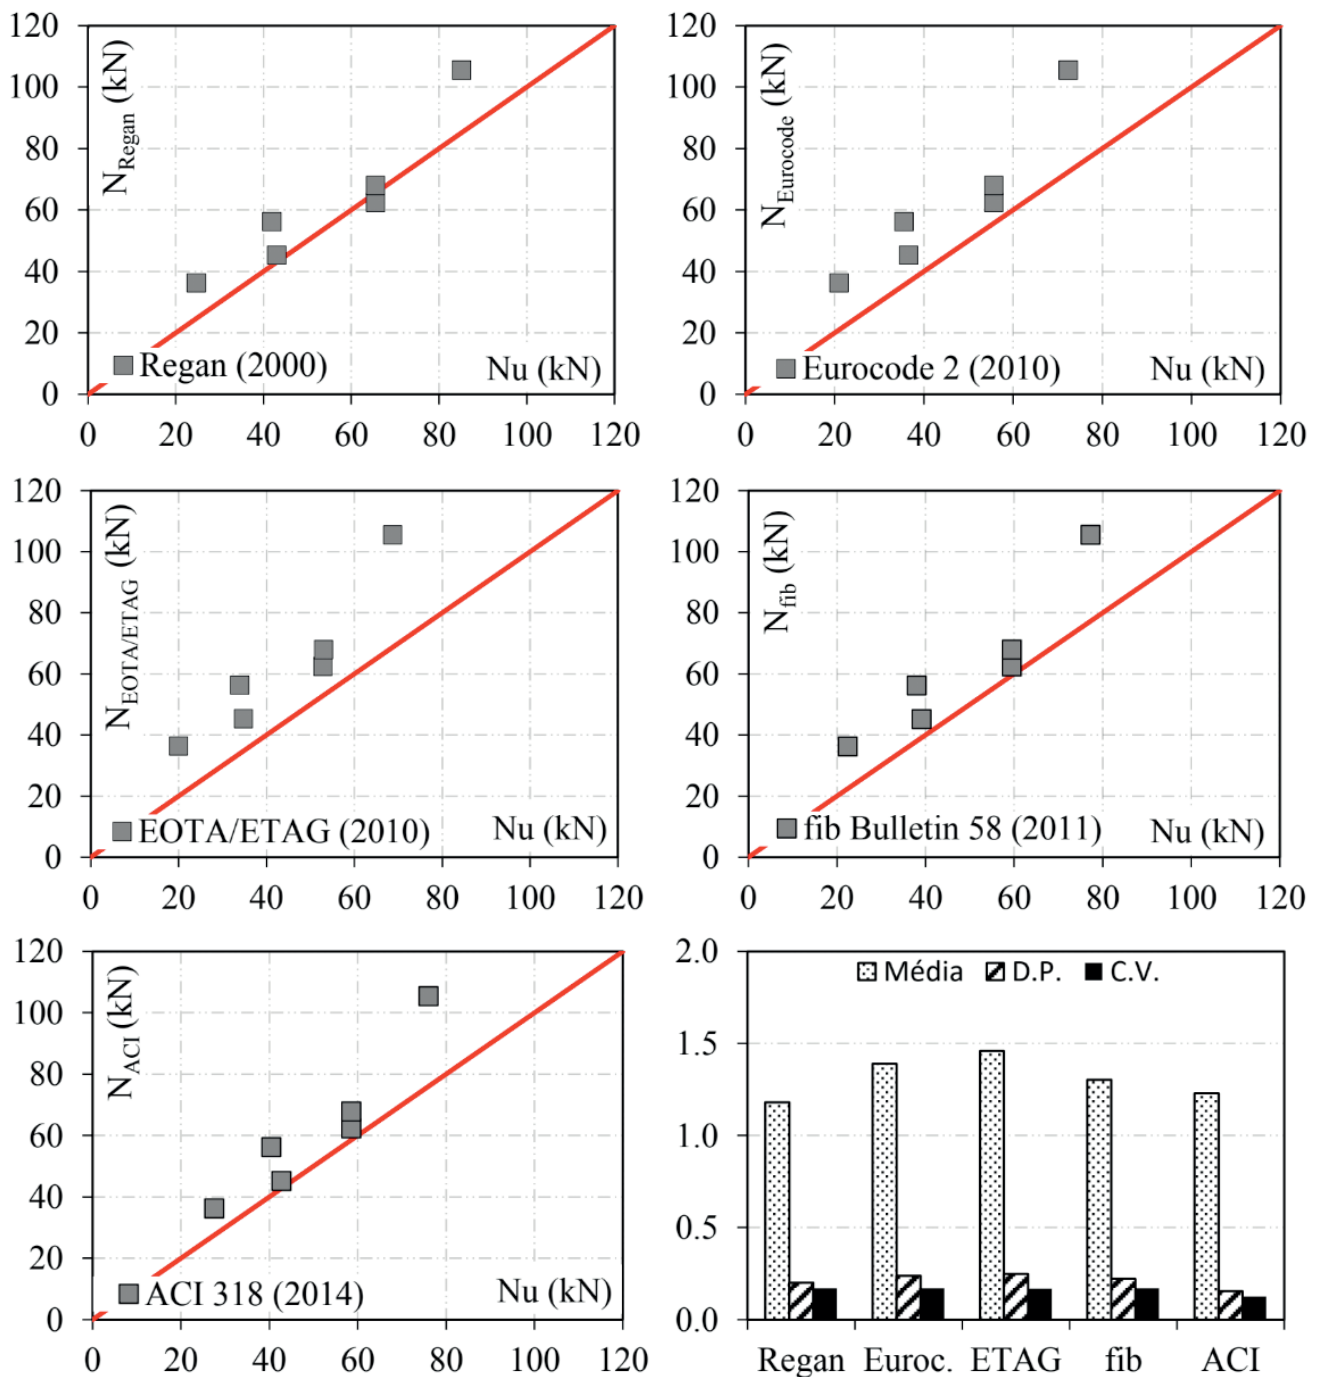 120
100
80
60
40
20
0
N_Regan (kN)
Regan (2000)
Nu (kN)
0 20 40 60 80 100 120
120
100
80
60
40
20
0
N_Eurocode (kN)
Eurocode 2 (2010)
Nu (kN)
0 20 40 60 80 100 120
120
100
80
60
40
20
0
N_EOTA/ETAG (kN)
EOTA/ETAG (2010)
Nu (kN)
0 20 40 60 80 100 120
120
100
80
60
40
20
0
N_fib (kN)
fib Bulletin 58 (2011)
Nu (kN)
0 20 40 60 80 100 120
120
100
80
60
40
20
0
N_ACI (kN)
ACI 318 (2014)
Nu (kN)
0 20 40 60 80 100 120
2.0
1.5
1.0
0.5
0.0
Média D.P. C.V.
Regan Euroc. ETAG fib ACI